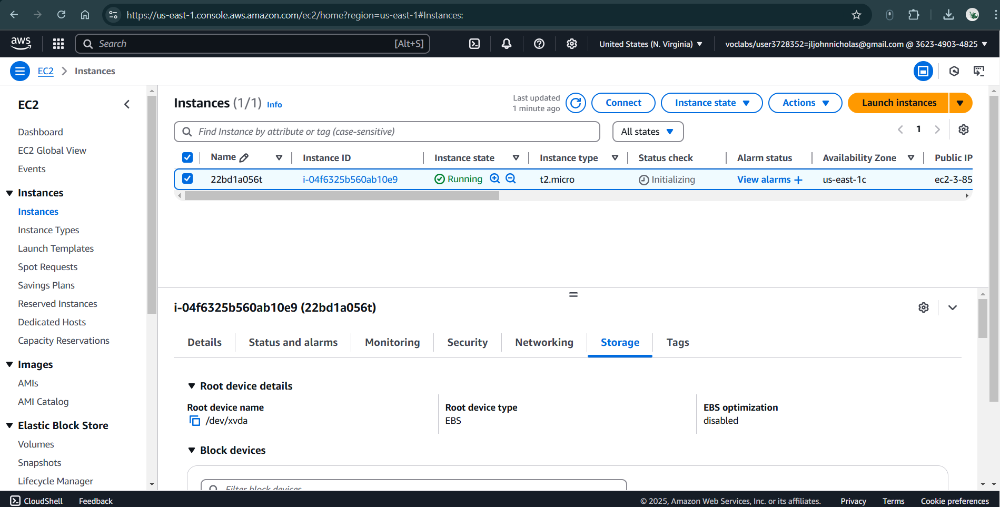 https://us-east-1.console.aws.amazon.com/ec2/home?region=us-east-1#Instances:
aws
Search
[Alt+S]
United States (N. Virginia)
voclabs/user3728352=jljohnnicholas@gmail.com @ 3623-4903-4825
EC2 > Instances
EC2
Dashboard
EC2 Global View
Events
Instances
Instances
Instance Types
Launch Templates
Spot Requests
Savings Plans
Reserved Instances
Dedicated Hosts
Capacity Reservations
Images
AMIs
AMI Catalog
Elastic Block Store
Volumes
Snapshots
Lifecycle Manager
Instances (1/1) Info
Last updated
1 minute ago
Connect
Instance state
Actions
Launch instances
Find Instance by attribute or tag (case-sensitive)
All states
1
Name Instance ID Instance state Instance type Status check Alarm status Availability Zone Public IP
22bd1a056t i-04f6325b560ab10e9 Running t2.micro Initializing View alarms us-east-1c ec2-3-85
i-04f6325b560ab10e9 (22bd1a056t)
Details Status and alarms Monitoring Security Networking Storage Tags
Root device details
Root device name
/dev/xvda
Root device type
EBS
EBS optimization
disabled
Block devices
Filter block devices
CloudShell Feedback © 2025, Amazon Web Services, Inc. or its affiliates. Privacy Terms Cookie preferences